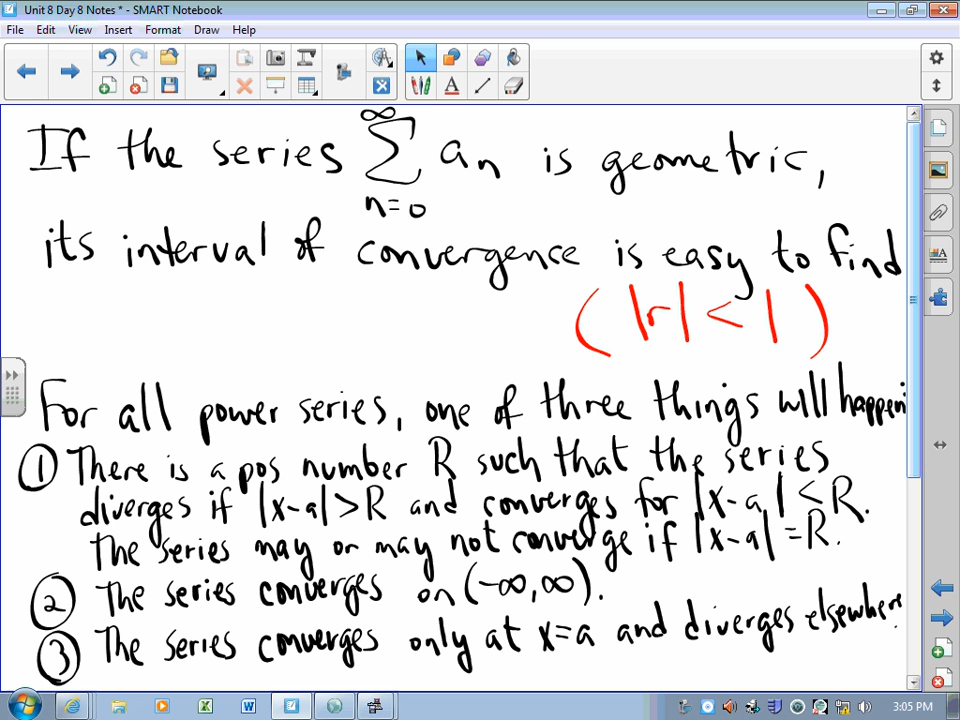 Unit 8 Day 8 Notes * - SMART Notebook
File Edit View Insert Format Draw Help
If the series ∞ Σ n=0 aₙ is geometric,
its interval of convergence is easy to find
( |r| < 1 )
For all power series, one of three things will happen:
① There is a pos number R such that the series
diverges if |x-a| > R and converges for |x-a| < R.
The series may or may not converge if |x-a| = R.
② The series converges on (-∞,∞).
③ The series converges only at x=a and diverges elsewhere.
3:05 PM